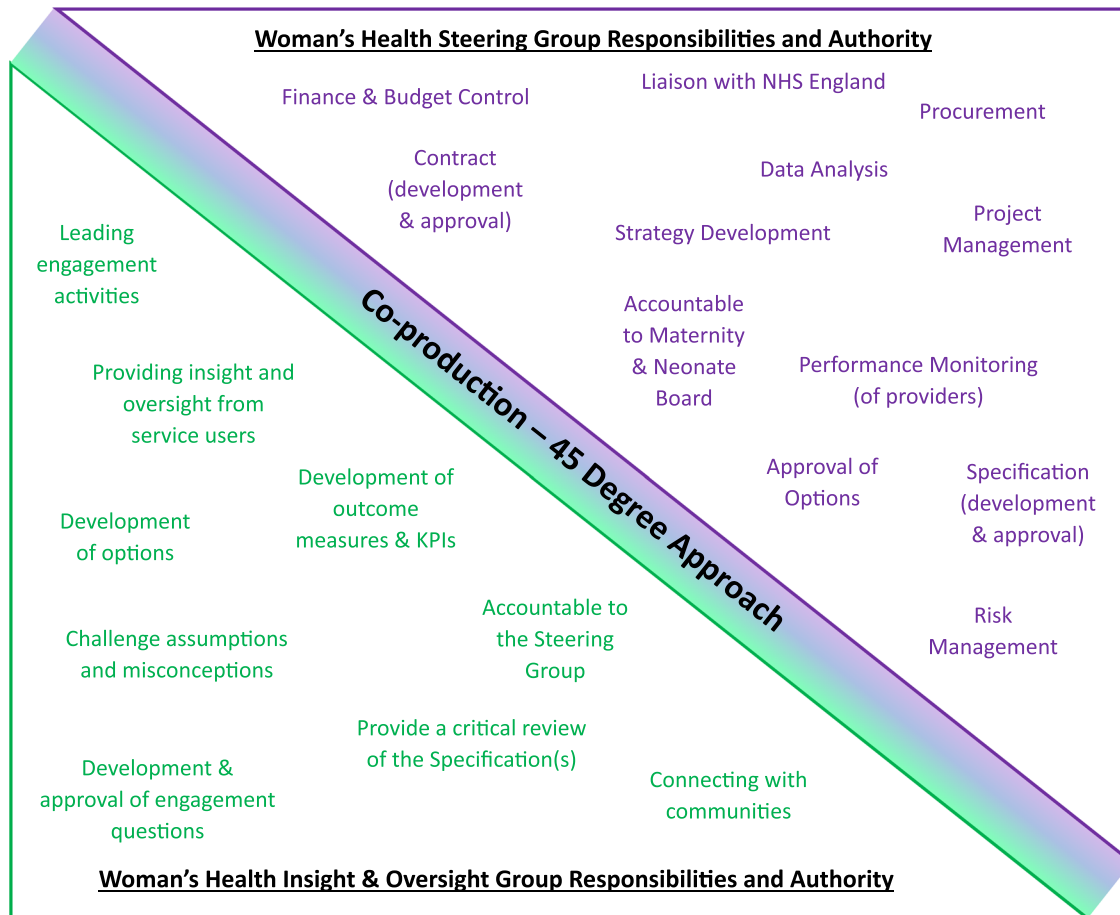 Woman’s Health Steering Group Responsibilities and Authority
Finance & Budget Control
Liaison with NHS England
Procurement
Contract
(development
& approval)
Data Analysis
Strategy Development
Project
Management
Accountable
to Maternity
& Neonate
Board
Performance Monitoring
(of providers)
Approval of
Options
Specification
(development
& approval)
Risk
Management
Co-production – 45 Degree Approach
Leading
engagement
activities
Providing insight and
oversight from
service users
Development of
outcome
measures & KPIs
Development
of options
Challenge assumptions
and misconceptions
Accountable to
the Steering
Group
Provide a critical review
of the Specification(s)
Development &
approval of engagement
questions
Connecting with
communities
Woman’s Health Insight & Oversight Group Responsibilities and Authority